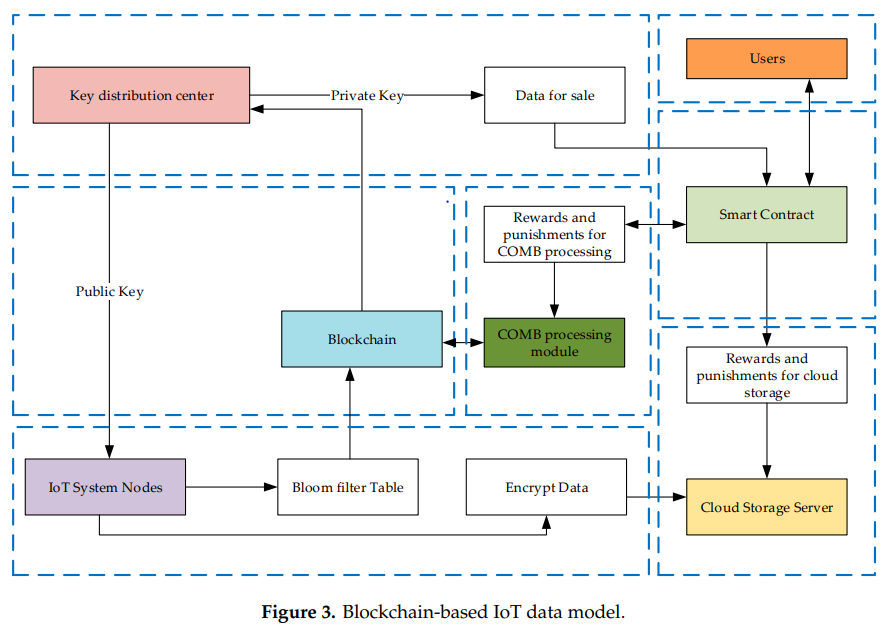 Users
Key distribution center
Private Key
Data for sale
Rewards and
punishments for
COMB processing
Smart Contract
Public Key
Blockchain
COMB processing
module
Rewards and
punishments for cloud
storage
IoT System Nodes
Bloom filter Table
Encrypt Data
Cloud Storage Server
Figure 3. Blockchain-based IoT data model.